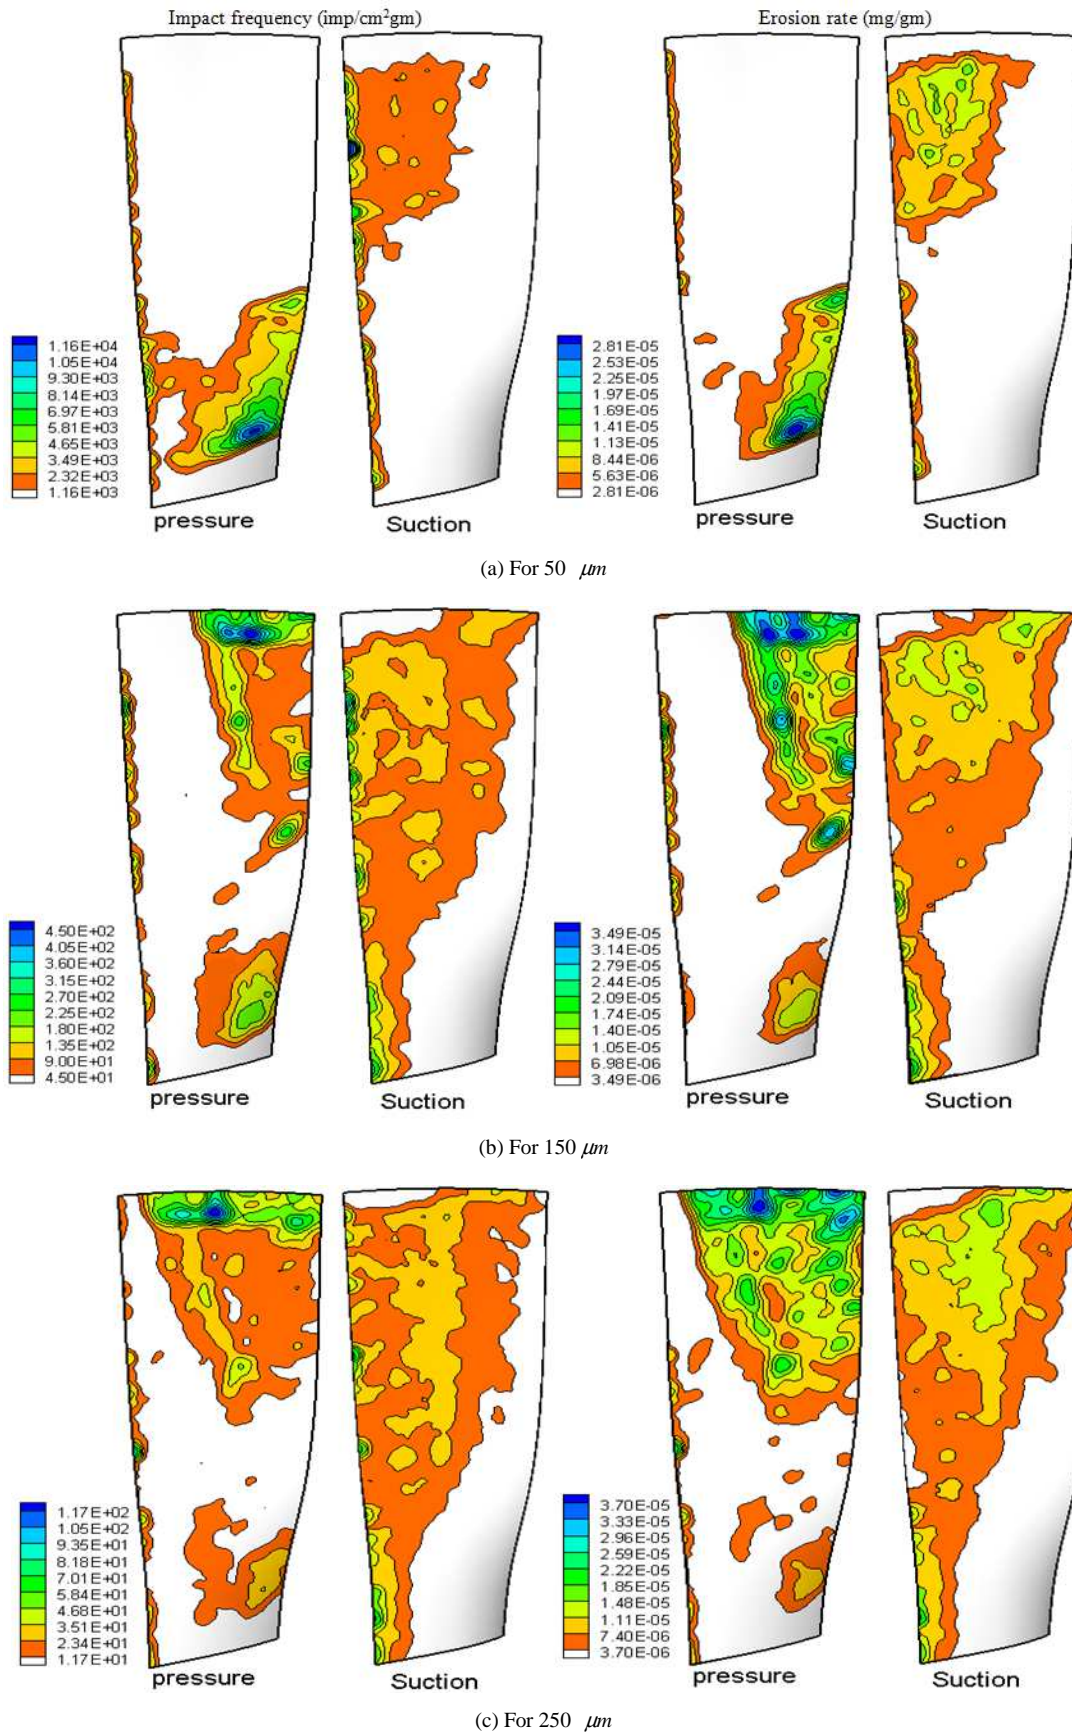 Impact frequency (imp/cm²gm)
Erosion rate (mg/gm)
1.16E+04
1.05E+04
9.30E+03
8.14E+03
6.97E+03
5.81E+03
4.65E+03
3.49E+03
2.32E+03
1.16E+03
pressure
Suction
2.81E-05
2.53E-05
2.25E-05
1.97E-05
1.69E-05
1.41E-05
1.13E-05
8.44E-06
5.63E-06
2.81E-06
pressure
Suction
(a) For 50 μm
4.50E+02
4.05E+02
3.60E+02
3.15E+02
2.70E+02
2.25E+02
1.80E+02
1.35E+02
9.00E+01
4.50E+01
pressure
Suction
3.49E-05
3.14E-05
2.79E-05
2.44E-05
2.09E-05
1.74E-05
1.40E-05
1.05E-05
6.98E-06
3.49E-06
pressure
Suction
(b) For 150 μm
1.17E+02
1.05E+02
9.35E+01
8.18E+01
7.01E+01
5.84E+01
4.68E+01
3.51E+01
2.34E+01
1.17E+01
pressure
Suction
3.70E-05
3.33E-05
2.96E-05
2.59E-05
2.22E-05
1.85E-05
1.48E-05
1.11E-05
7.40E-06
3.70E-06
pressure
Suction
(c) For 250 μm